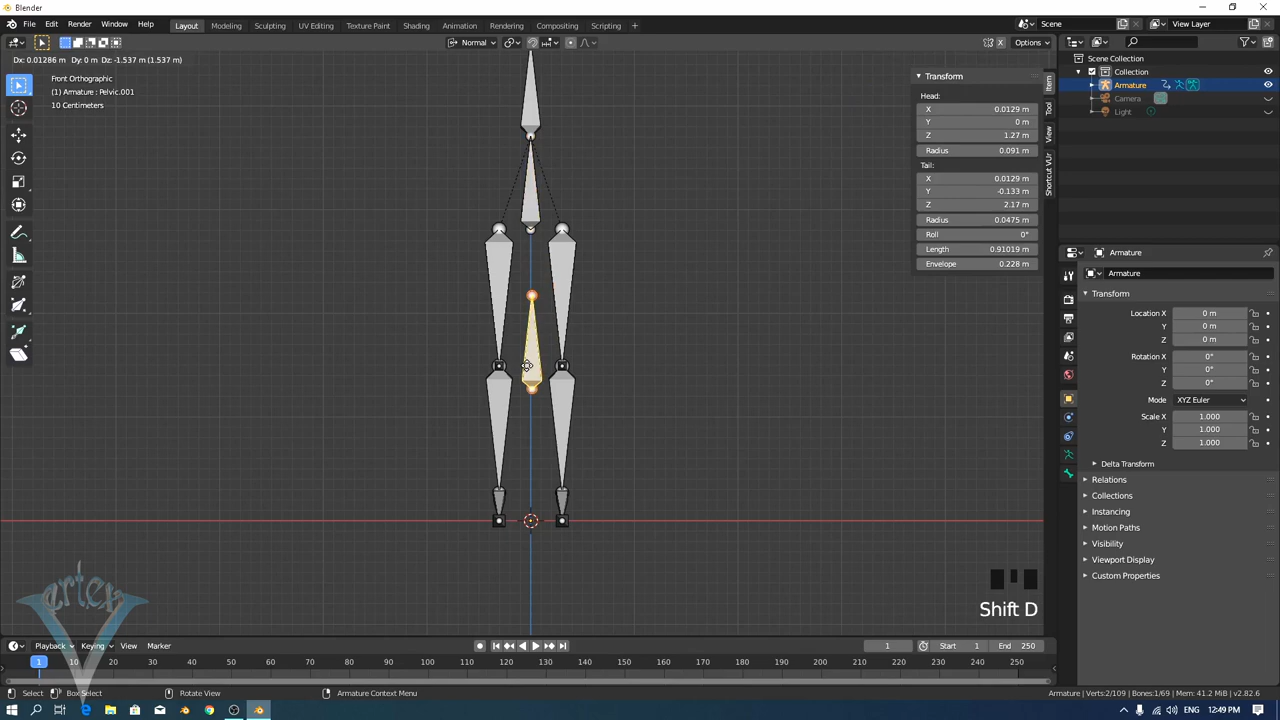 Blender
File Edit Render Window Help Layout Modeling Sculpting UV Editing Texture Paint Shading Animation Rendering Compositing Scripting + Scene View Layer
Normal X Options
Dx: 0.01286 m Dy: 0 m Dz: -1.537 m (1.537 m)
Front Orthographic
(1) Armature : Pelvic.001
10 Centimeters
Transform
Head:
X 0.0129 m
Y 0 m
Z 1.27 m
Radius 0.091 m
Tail:
X 0.0129 m
Y -0.133 m
Z 2.17 m
Radius 0.0475 m
Roll 0°
Length 0.91019 m
Envelope 0.228 m
Item
Tool
View
Shortcut VUr
Scene Collection
Collection
Armature
Camera
Light
Armature
Armature
Transform
Location X 0 m
Y 0 m
Z 0 m
Rotation X 0°
Y 0°
Z 0°
Mode XYZ Euler
Scale X 1.000
Y 1.000
Z 1.000
Delta Transform
Relations
Collections
Instancing
Motion Paths
Visibility
Viewport Display
Custom Properties
Shift D
arten
Playback Keying View Marker 1 Start 1 End 250
1 10 20 30 40 50 60 70 80 90 100 110 120 130 140 150 160 170 180 190 200 210 220 230 240 250
Select Box Select Rotate View Armature Context Menu Armature | Verts:2/109 | Bones:1/69 | Mem: 41.2 MiB | v2.82.6
ENG 12:49 PM